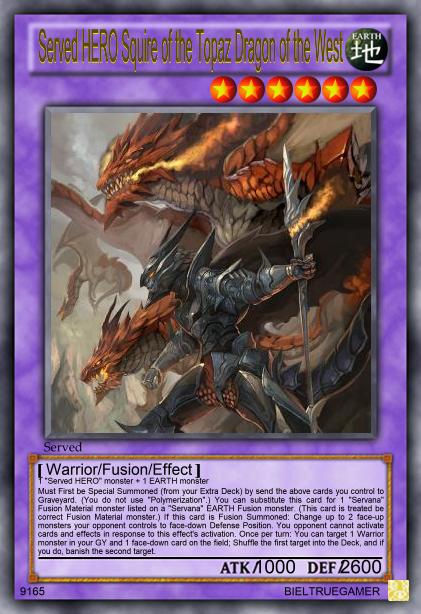 Served HERO Squire of the Topaz Dragon of the West
EARTH
地
Served
[ Warrior/Fusion/Effect ]
1 "Served HERO" monster + 1 EARTH monster
Must First be Special Summoned (from your Extra Deck) by send the above cards you control to
Graveyard. (You do not use "Polymerization".) You can substitute this card for 1 "Servana"
Fusion Material monster listed on a "Servana" EARTH Fusion monster. (This card is treated be
correct Fusion Material monster.) If this card is Fusion Summoned: Change up to 2 face-up
monsters your opponent controls to face-down Defense Position. You opponent cannot activate
cards and effects in response to this effect's activation. Once per turn: You can target 1 Warrior
monster in your GY and 1 face-down card on the field; Shuffle the first target into the Deck, and if
you do, banish the second target.
ATK/1000 DEF/2600
9165 BIELTRUEGAMER